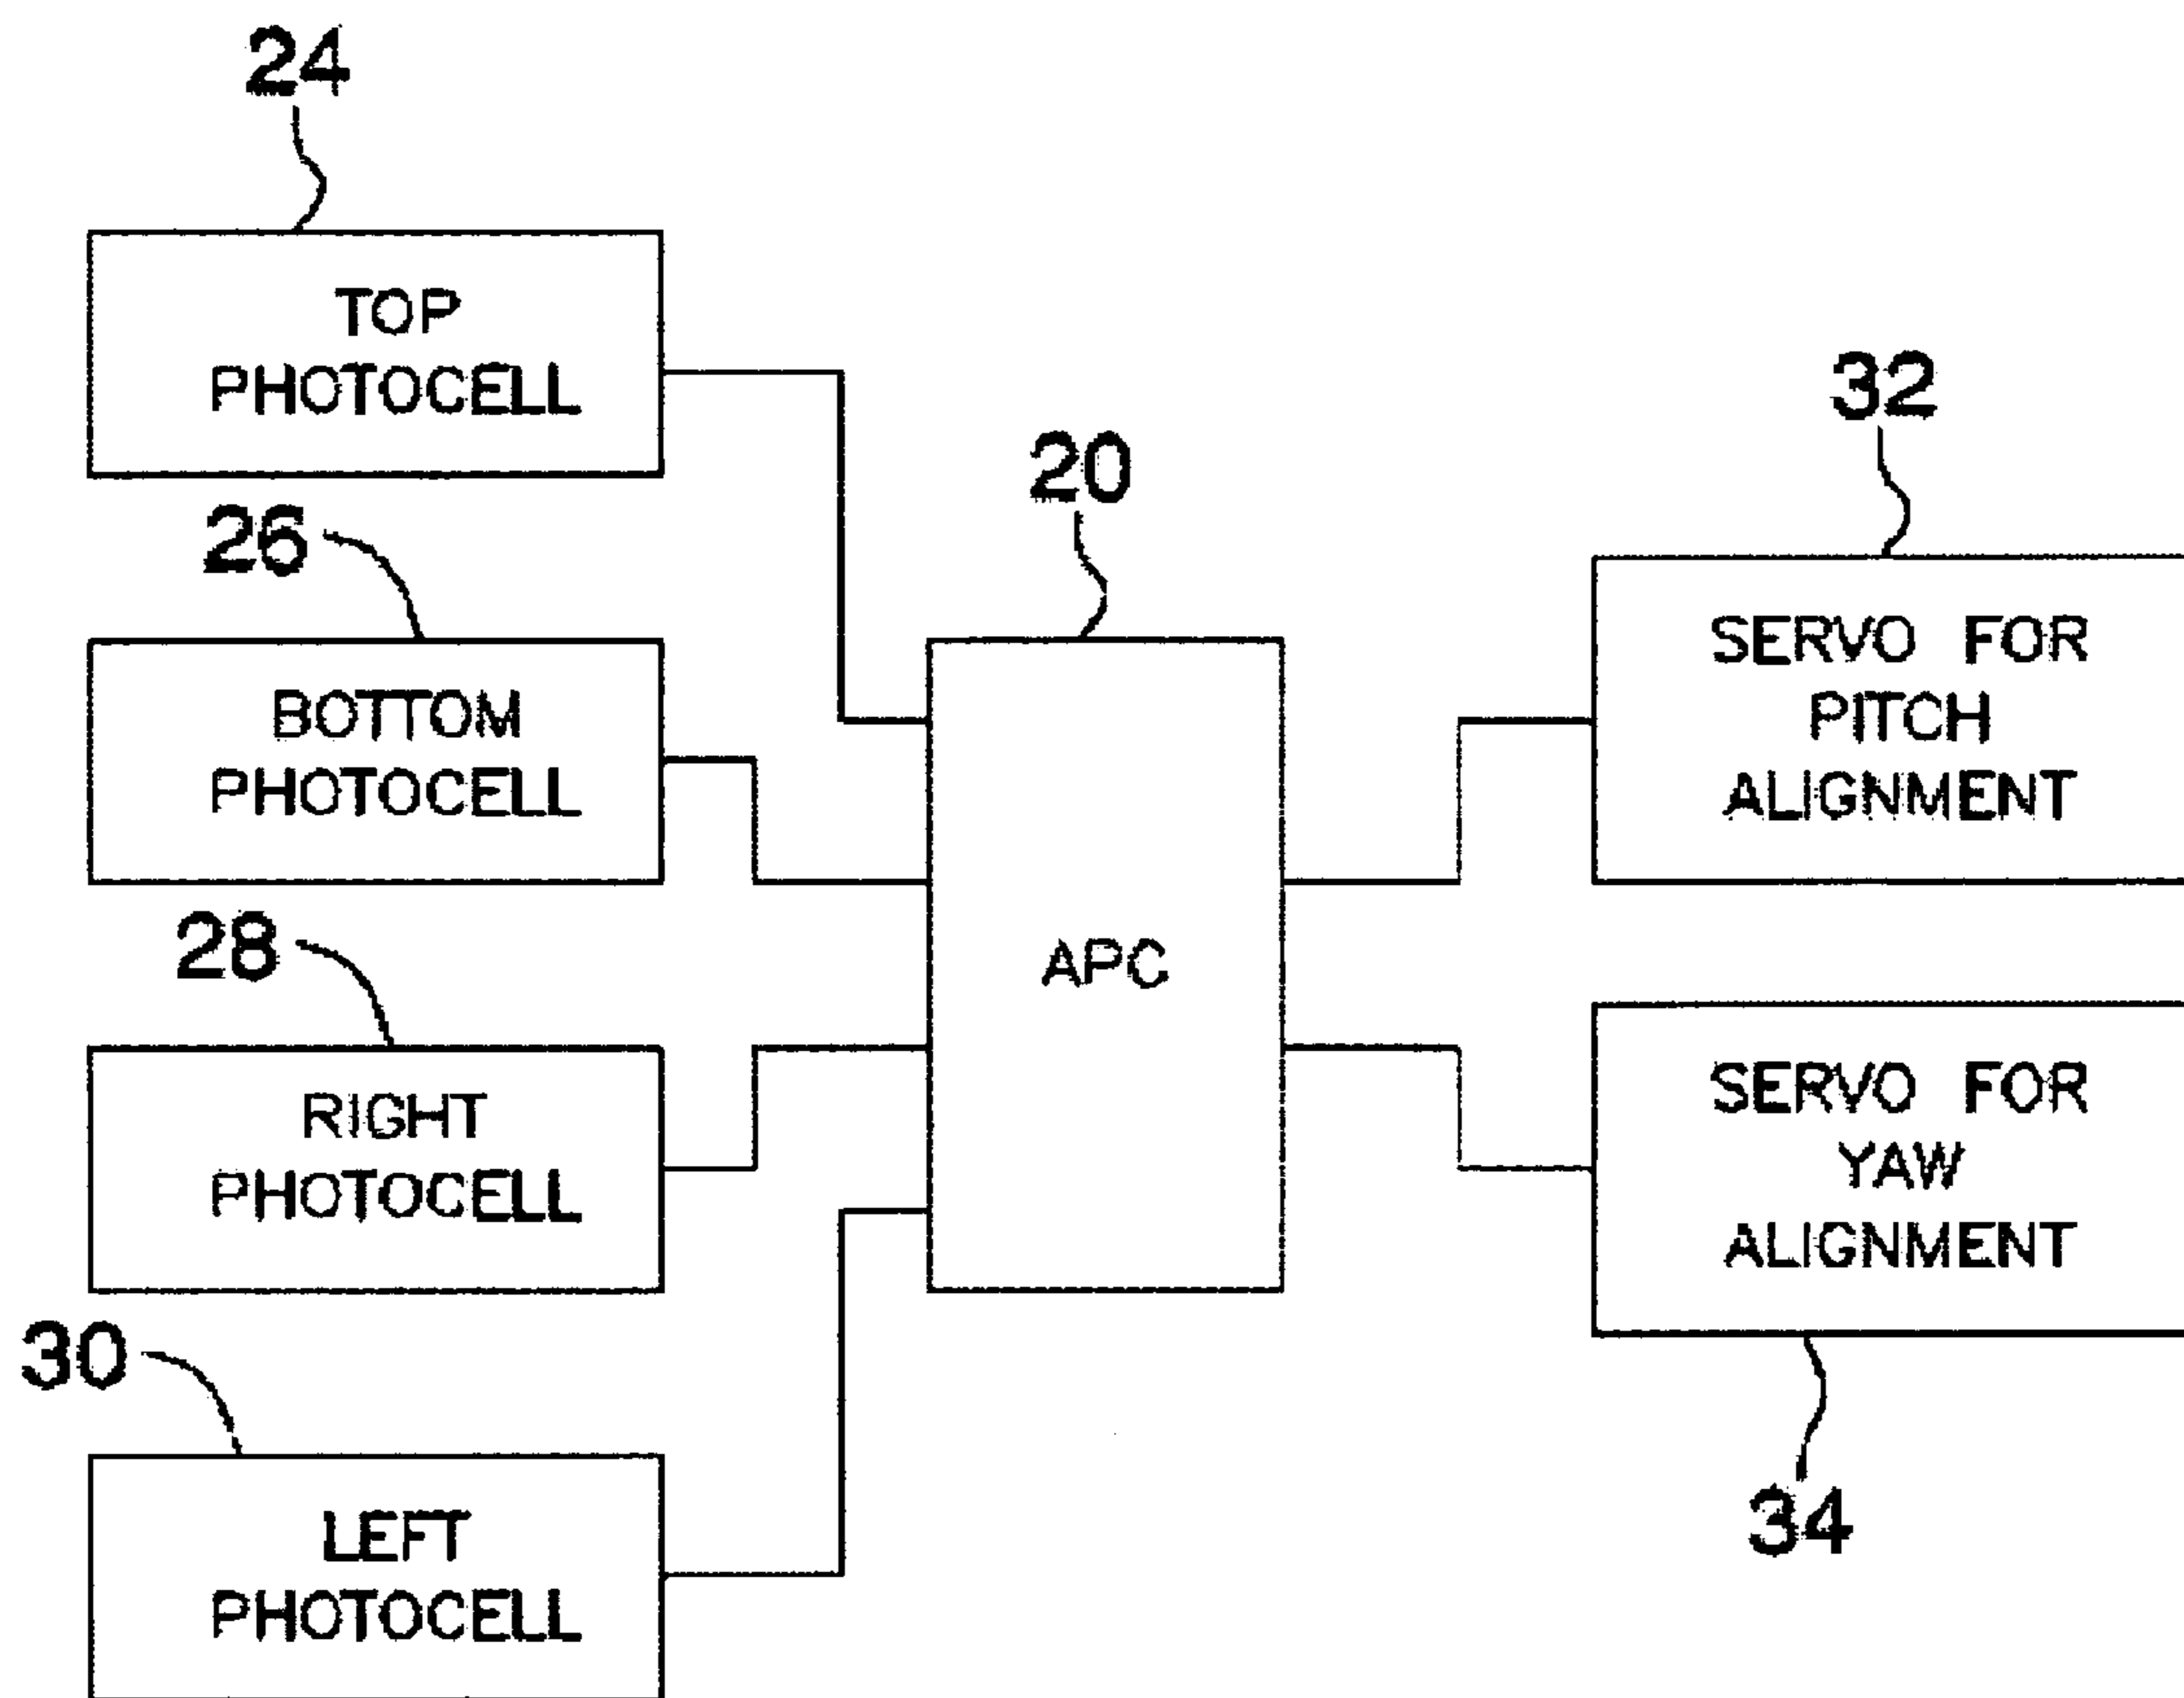 24
TOP
PHOTOCELL
26
BOTTOM
PHOTOCELL
28
RIGHT
PHOTOCELL
30
LEFT
PHOTOCELL
20
APC
32
SERVO FOR
PITCH
ALIGNMENT
SERVO FOR
YAW
ALIGNMENT
34